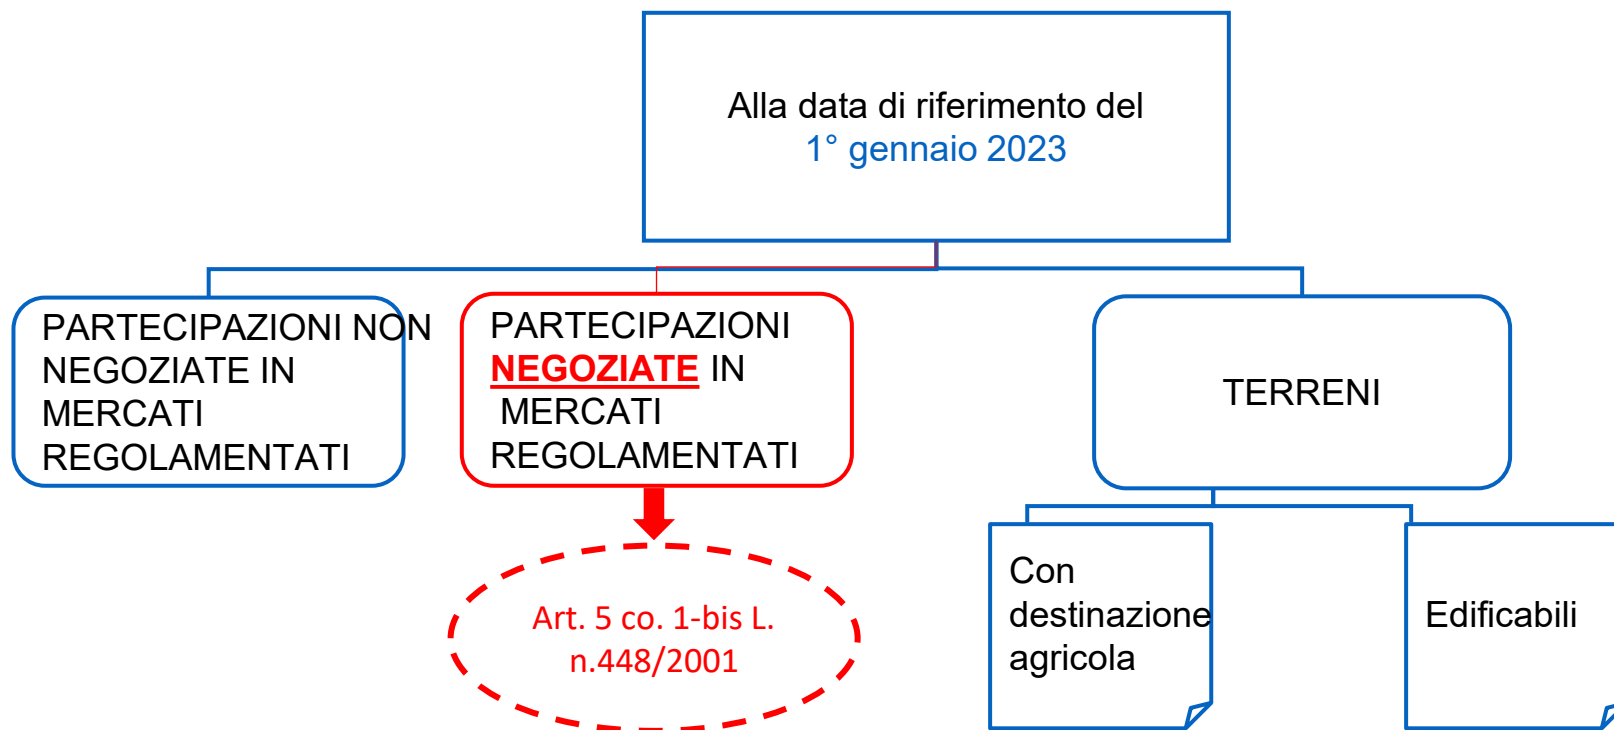 Alla data di riferimento del
1° gennaio 2023
PARTECIPAZIONI NON
NEGOZIATE IN
MERCATI
REGOLAMENTATI
PARTECIPAZIONI
NEGOZIATE IN
MERCATI
REGOLAMENTATI
TERRENI
Art. 5 co. 1-bis L.
n.448/2001
Con
destinazione
agricola
Edificabili